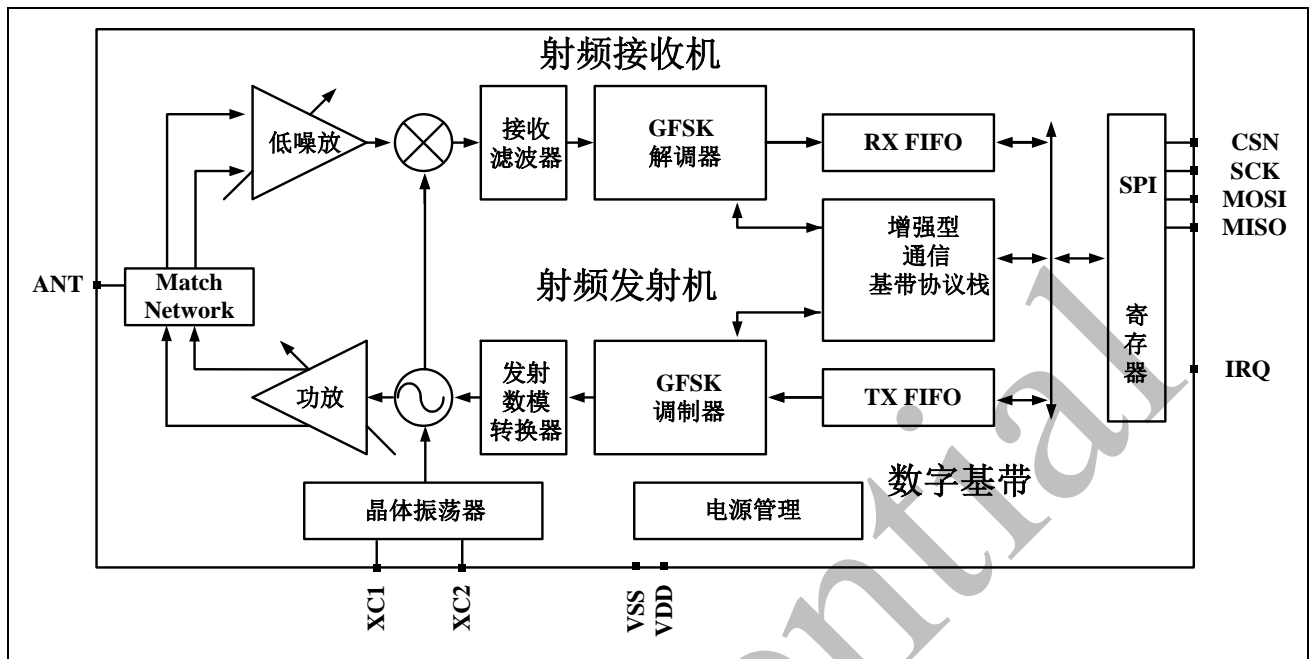 射频接收机
低噪放
接收
滤波器
GFSK
解调器
RX FIFO
SPI
寄
存
器
CSN
SCK
MOSI
MISO
IRQ
增强型
通信
基带协议栈
ANT
Match
Network
射频发射机
功放
发射
数模
转换器
GFSK
调制器
TX FIFO
数字基带
晶体振荡器
电源管理
XC1
XC2
VSS
VDD
ential